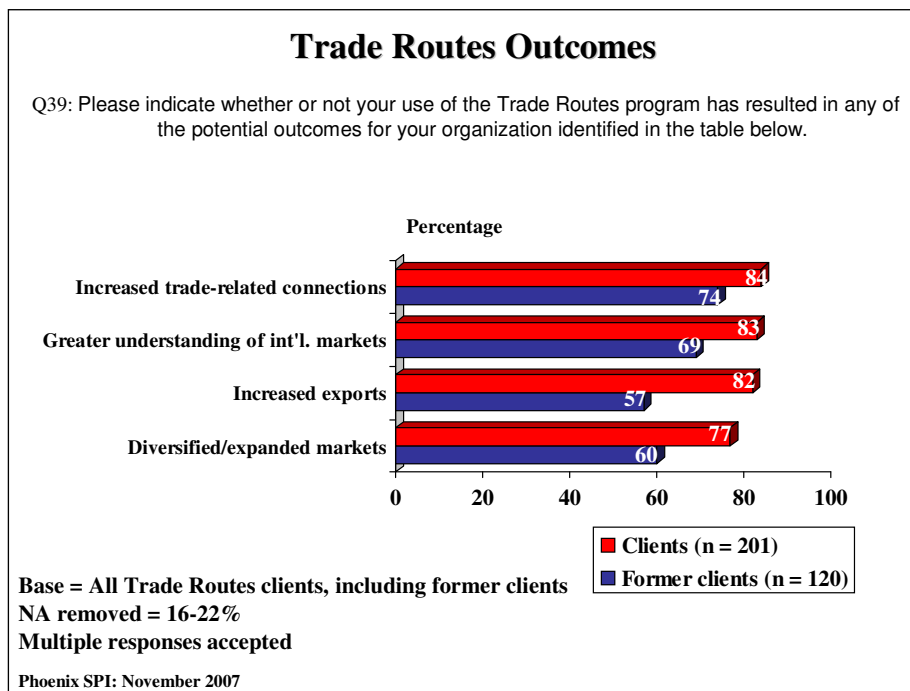 Trade Routes Outcomes
Q39: Please indicate whether or not your use of the Trade Routes program has resulted in any of
the potential outcomes for your organization identified in the table below.
Percentage
Increased trade-related connections
84
74
Greater understanding of int'l. markets
83
69
Increased exports
82
57
Diversified/expanded markets
77
60
0 20 40 60 80 100
Clients (n = 201)
Former clients (n = 120)
Base = All Trade Routes clients, including former clients
NA removed = 16-22%
Multiple responses accepted
Phoenix SPI: November 2007